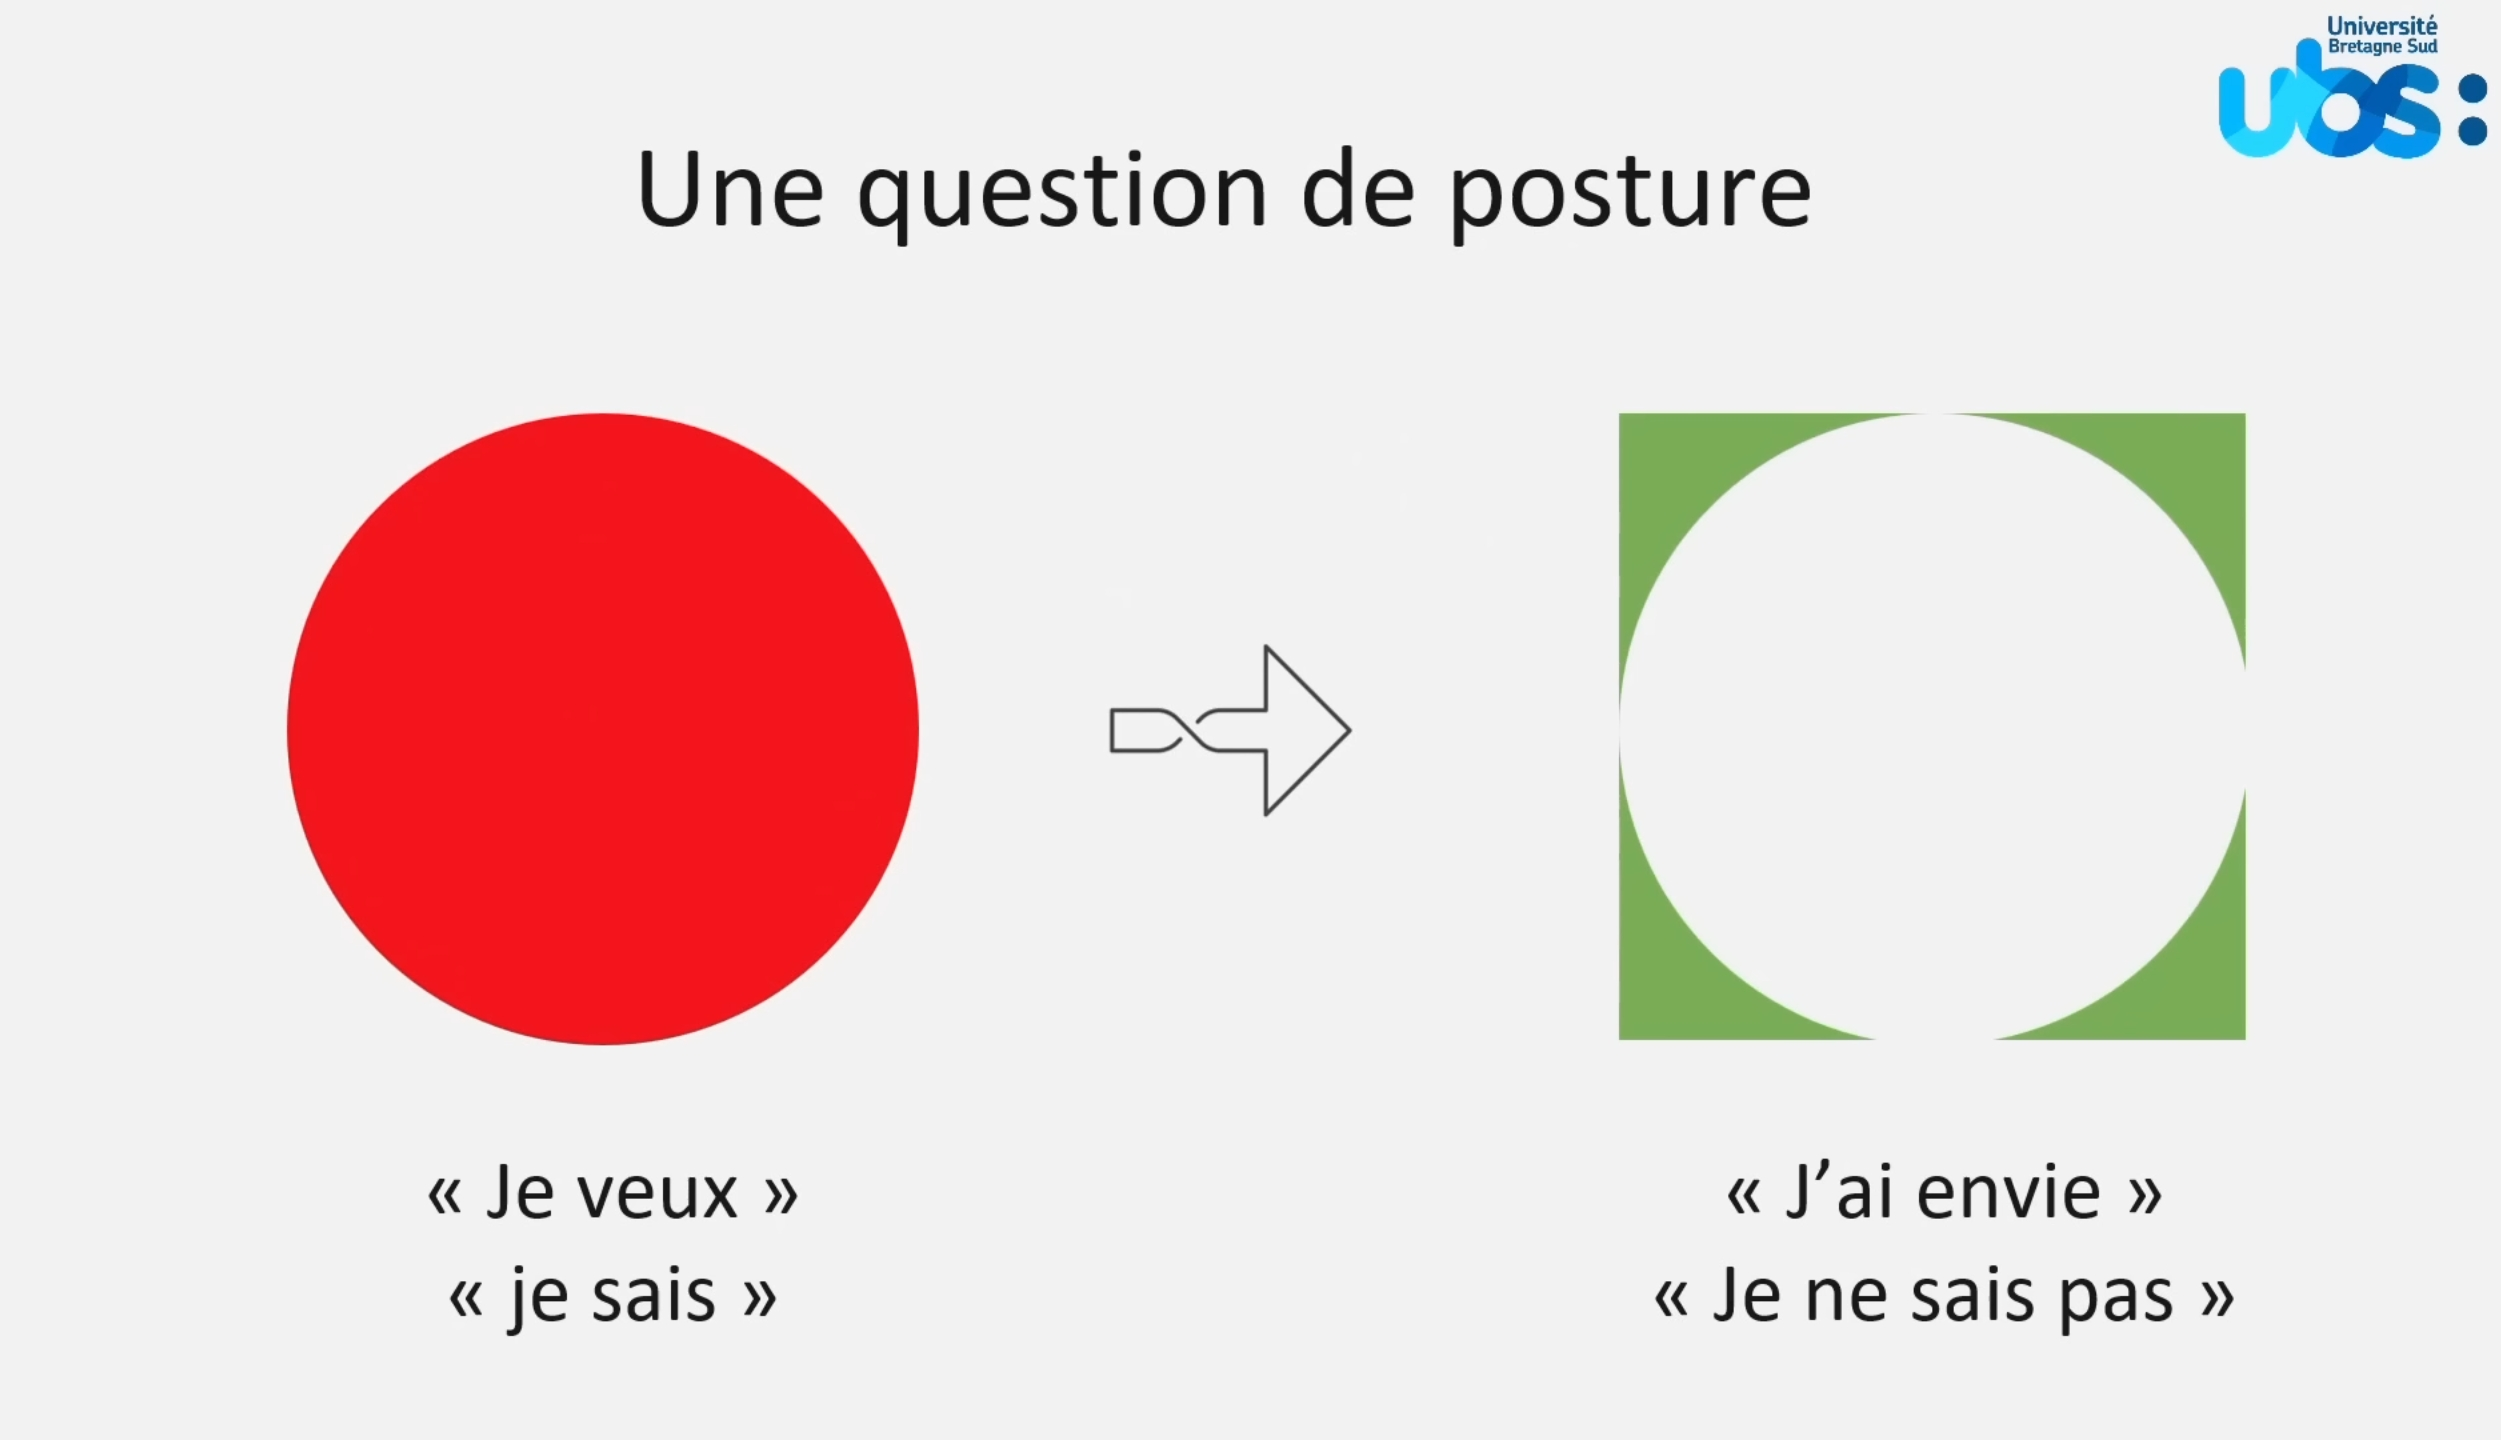 Université
Bretagne Sud
ubs:
Une question de posture
« Je veux »
« je sais »
« J’ai envie »
« Je ne sais pas »